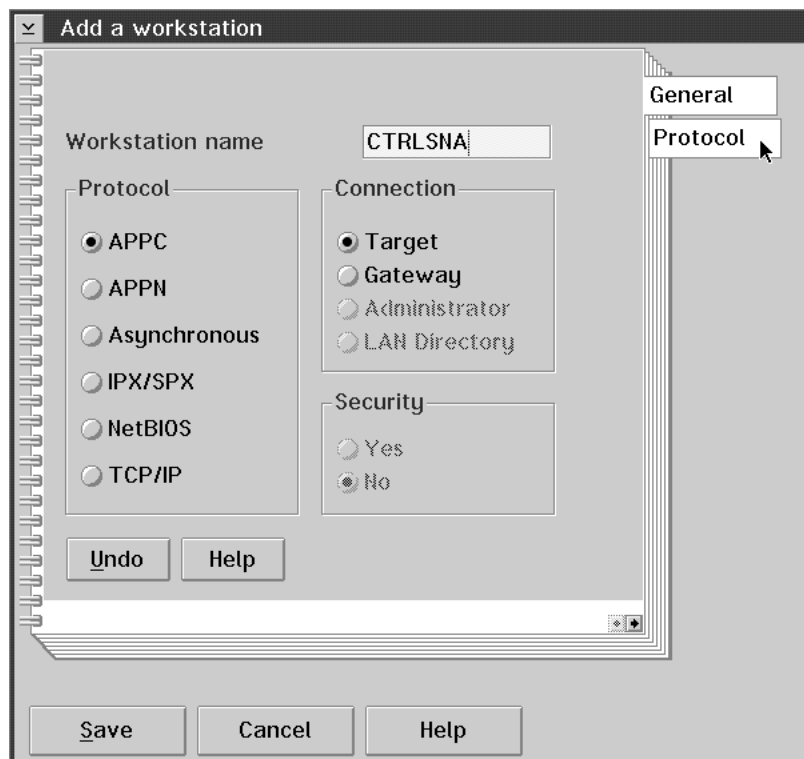 Add a workstation
General
Protocol
Workstation name CTRLSNA
Protocol
APPC
APPN
Asynchronous
IPX/SPX
NetBIOS
TCP/IP
Connection
Target
Gateway
Administrator
LAN Directory
Security
Yes
No
Undo Help
Save Cancel Help